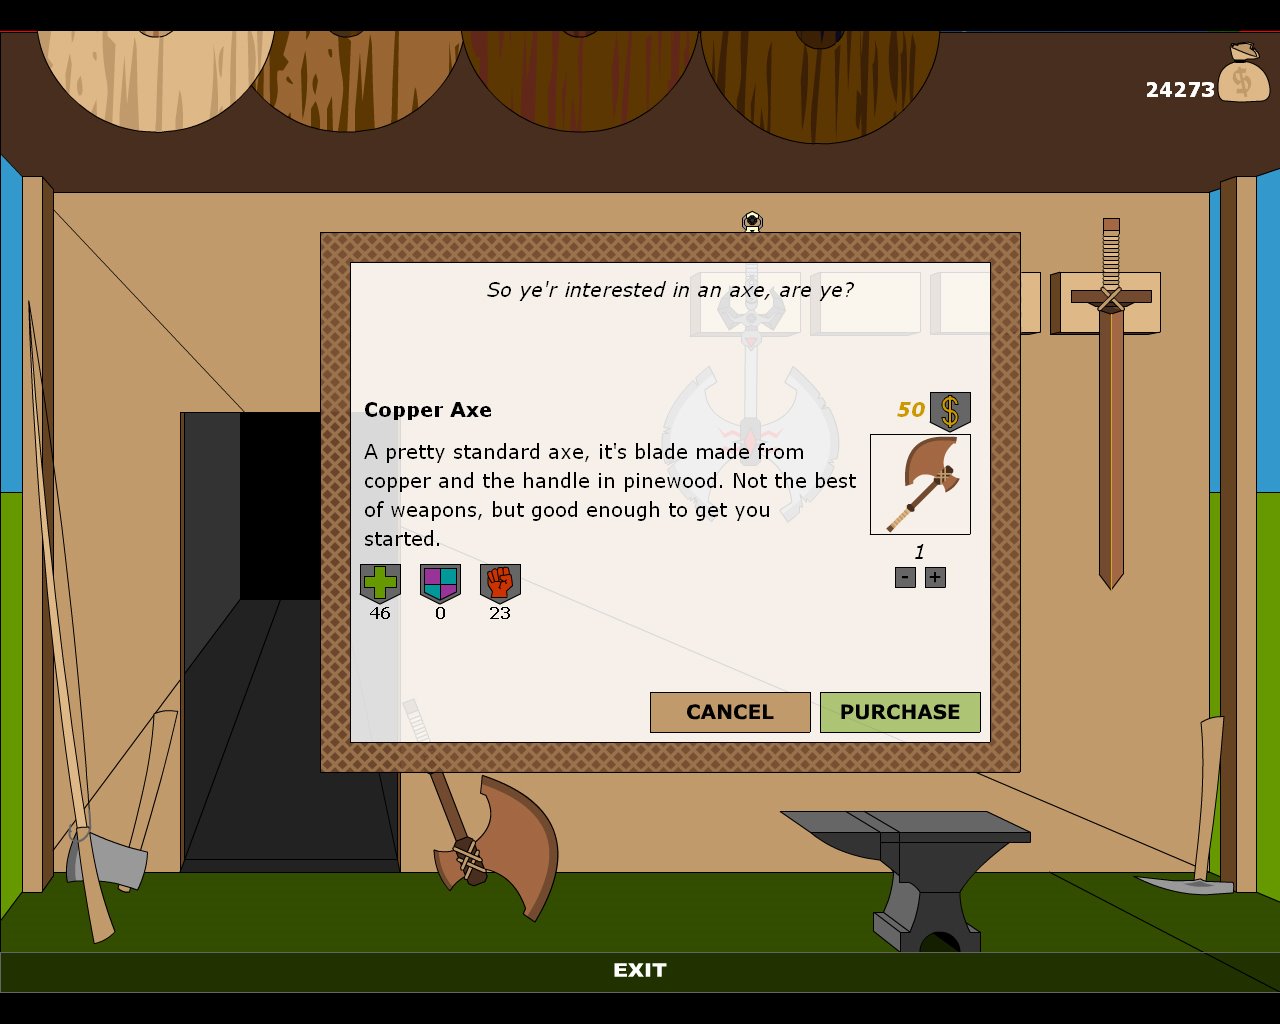 24273
So ye'r interested in an axe, are ye?
Copper Axe
50
A pretty standard axe, it's blade made from
copper and the handle in pinewood. Not the best
of weapons, but good enough to get you
started.
1
- +
46 0 23
CANCEL PURCHASE
EXIT